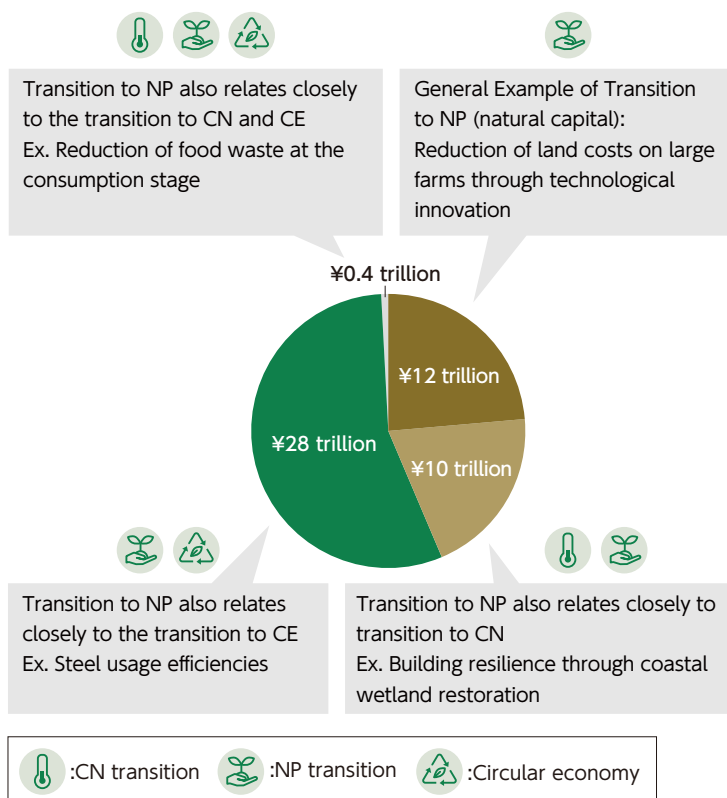 Transition to NP also relates closely
to the transition to CN and CE
Ex. Reduction of food waste at the
consumption stage
General Example of Transition
to NP (natural capital):
Reduction of land costs on large
farms through technological
innovation
¥0.4 trillion
¥12 trillion
¥28 trillion
¥10 trillion
Transition to NP also relates
closely to the transition to CE
Ex. Steel usage efficiencies
Transition to NP also relates closely to
transition to CN
Ex. Building resilience through coastal
wetland restoration
:CN transition :NP transition :Circular economy